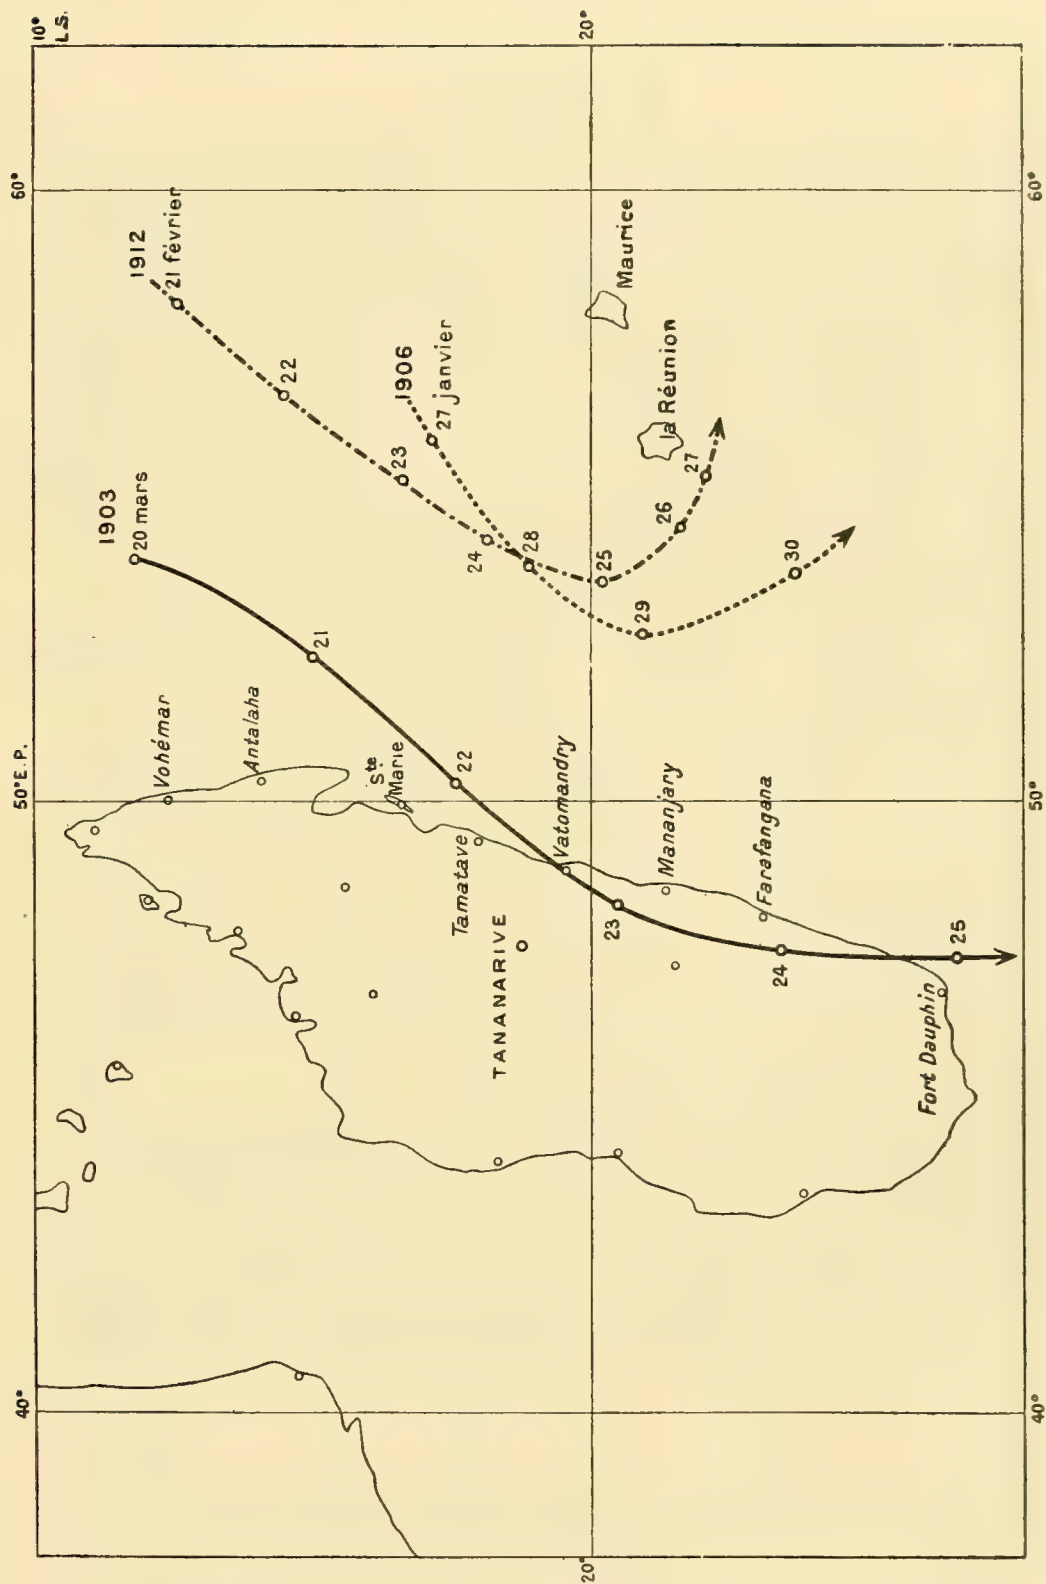 10°
L.S.
20°
60°
60°
1912
21 février
22
23
24
25
26
27
1906
27 janvier
28
29
30
Maurice
la Réunion
1903
20 mars
21
22
23
24
25
50° E.P.
50°
Vohémar
Antalaha
Ste
Marie
Tamatave
Vatomandry
Mananjary
Farafangana
TANANARIVE
Fort Dauphin
40°
40°
20°